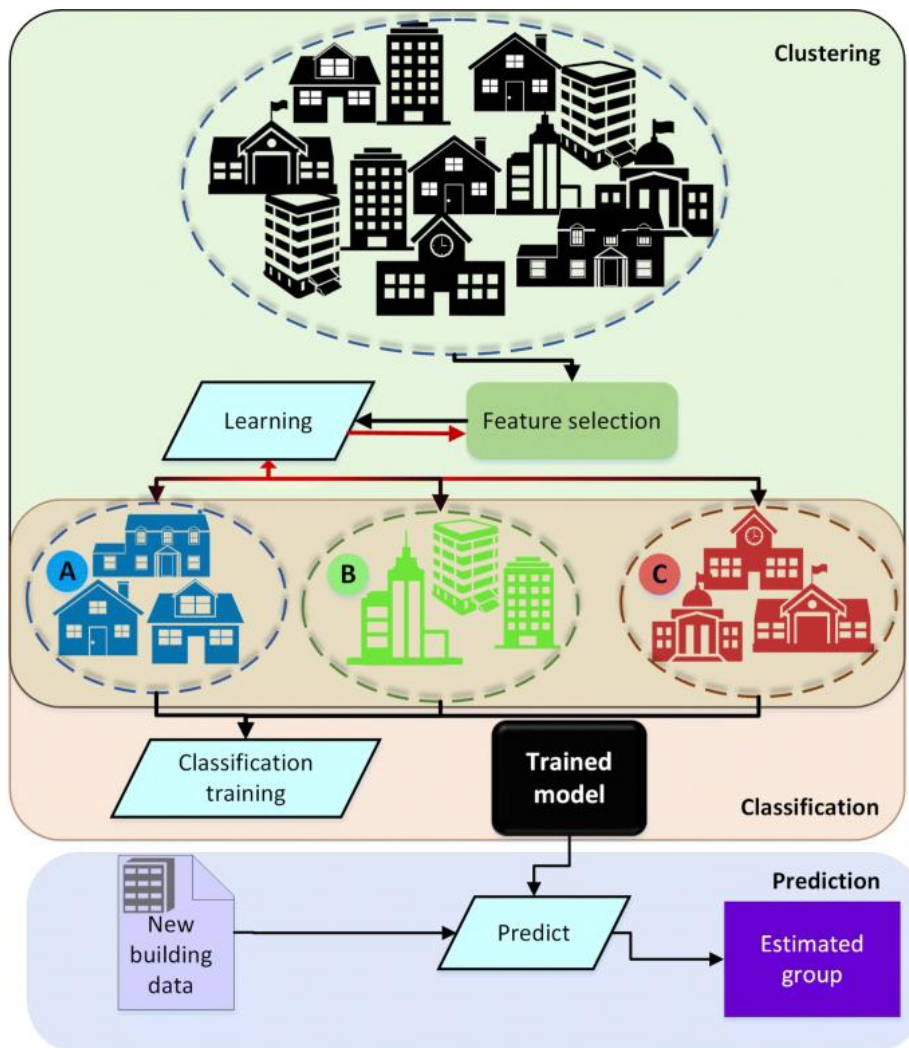 Clustering
Learning
Feature selection
A
B
C
Classification
training
Trained
model
Classification
Prediction
New
building
data
Predict
Estimated
group